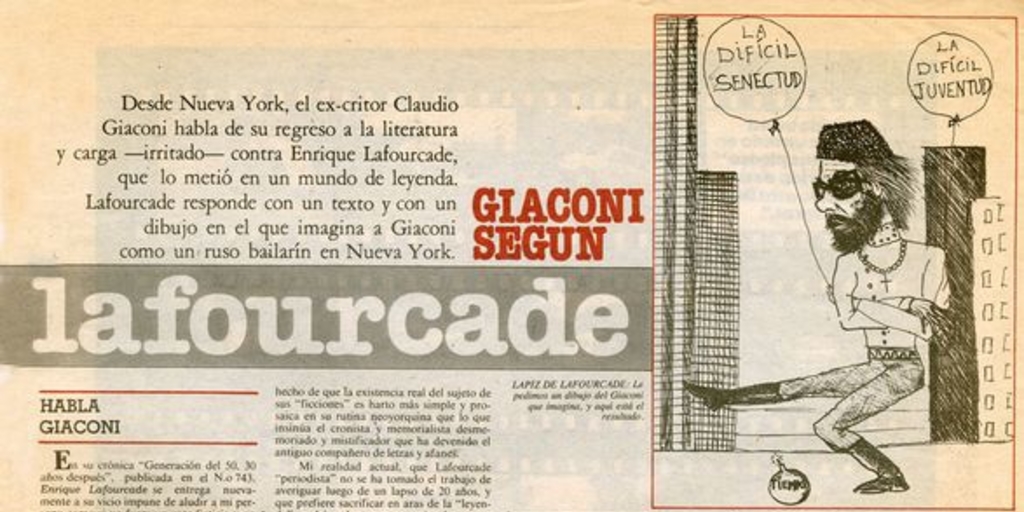 Desde Nueva York, el ex-critor Claudio
Giaconi habla de su regreso a la literatura
y carga —irritado— contra Enrique Lafourcade,
que lo metió en un mundo de leyenda.
Lafourcade responde con un texto y con un
dibujo en el que imagina a Giaconi
como un ruso bailarín en Nueva York.
GIACONI
SEGUN
lafourcade
HABLA
GIACONI
En su crónica "Generación del 50, 30
años después", publicada en el N.o 743,
Enrique Lafourcade se entrega nueva-
mente a su vicio impune de aludir a mi per-
hecho de que la existencia real del sujeto de
sus "ficciones" es harto más simple y pro-
saica en su rutina neoyorquina que lo que
insinúa el cronista y memorialista desme-
moriado y mistificador que ha devenido el
antiguo compañero de letras y afanes.
Mi realidad actual, que Lafourcade
"periodista" no se ha tomado el trabajo de
averiguar luego de un lapso de 20 años, y
que prefiere sacrificar en aras de la "leyen-
LAPIZ DE LAFOURCADE: Le
pedimos un dibujo del Giaconi
que imagina, y aquí está el
resultado.
LA
DIFÍCIL
SENECTUD
LA
DIFÍCIL
JUVENTUD
TIEMPO